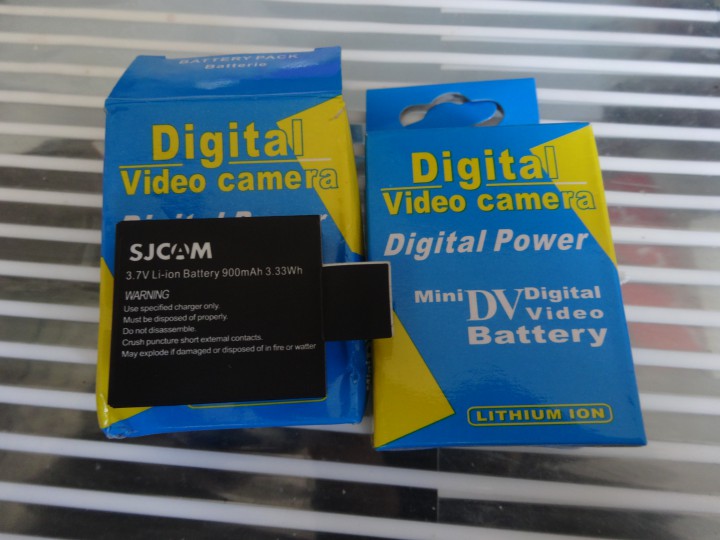 BATTERY PACK
Batterie
Digital
Video camera
Digital Power
SJCAM
3.7V Li-ion Battery 900mAh 3.33Wh
WARNING
Use specified charger only.
Must be disposed of properly.
Do not disassemble.
Crush puncture short external contacts.
May explode if damaged or disposed of in fire or watter
Digital
Video camera
Digital Power
Mini DV Digital
Video
Battery
LITHIUM ION